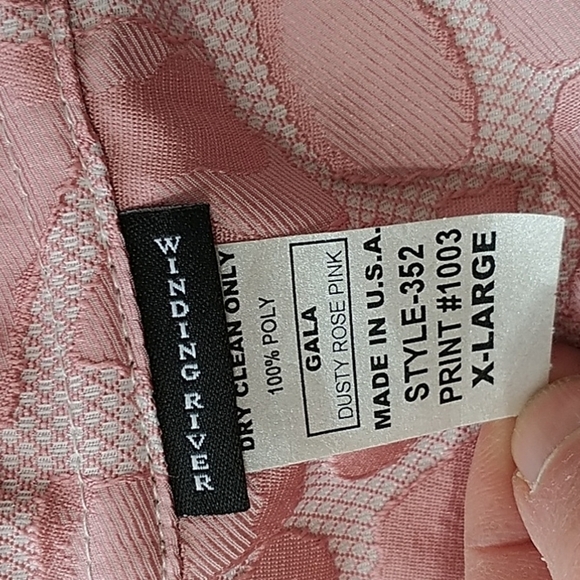 WINDING RIVER
DRY CLEAN ONLY
100% POLY
GALA
DUSTY ROSE PINK
MADE IN U.S.A.
STYLE-352
PRINT #1003
X-LARGE